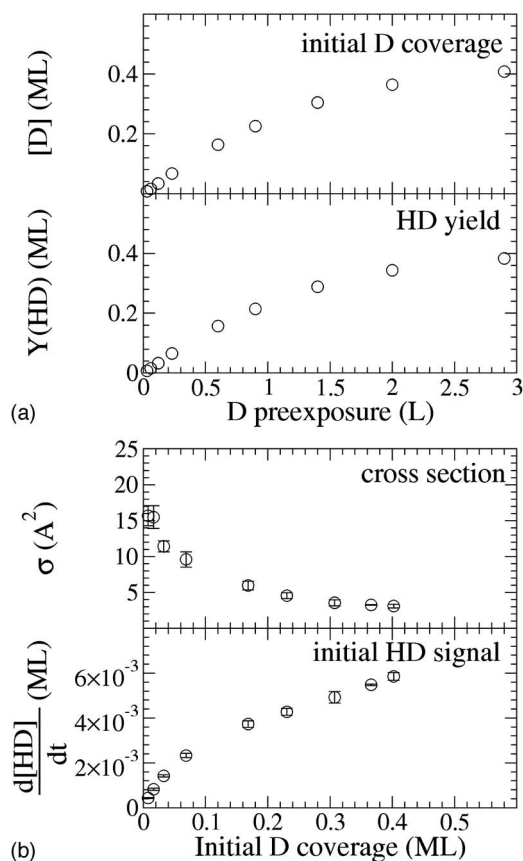 initial D coverage
0.4
0.2
[D] (ML)
HD yield
0.4
0.2
0
Y(HD) (ML)
0 0.5 1 1.5 2 2.5 3
(a) D preexposure (L)
25
20
15
10
5
σ (A²)
cross section
initial HD signal
6×10⁻³
4×10⁻³
2×10⁻³
0
d[HD]
dt
(ML)
0 0.1 0.2 0.3 0.4 0.5
(b) Initial D coverage (ML)